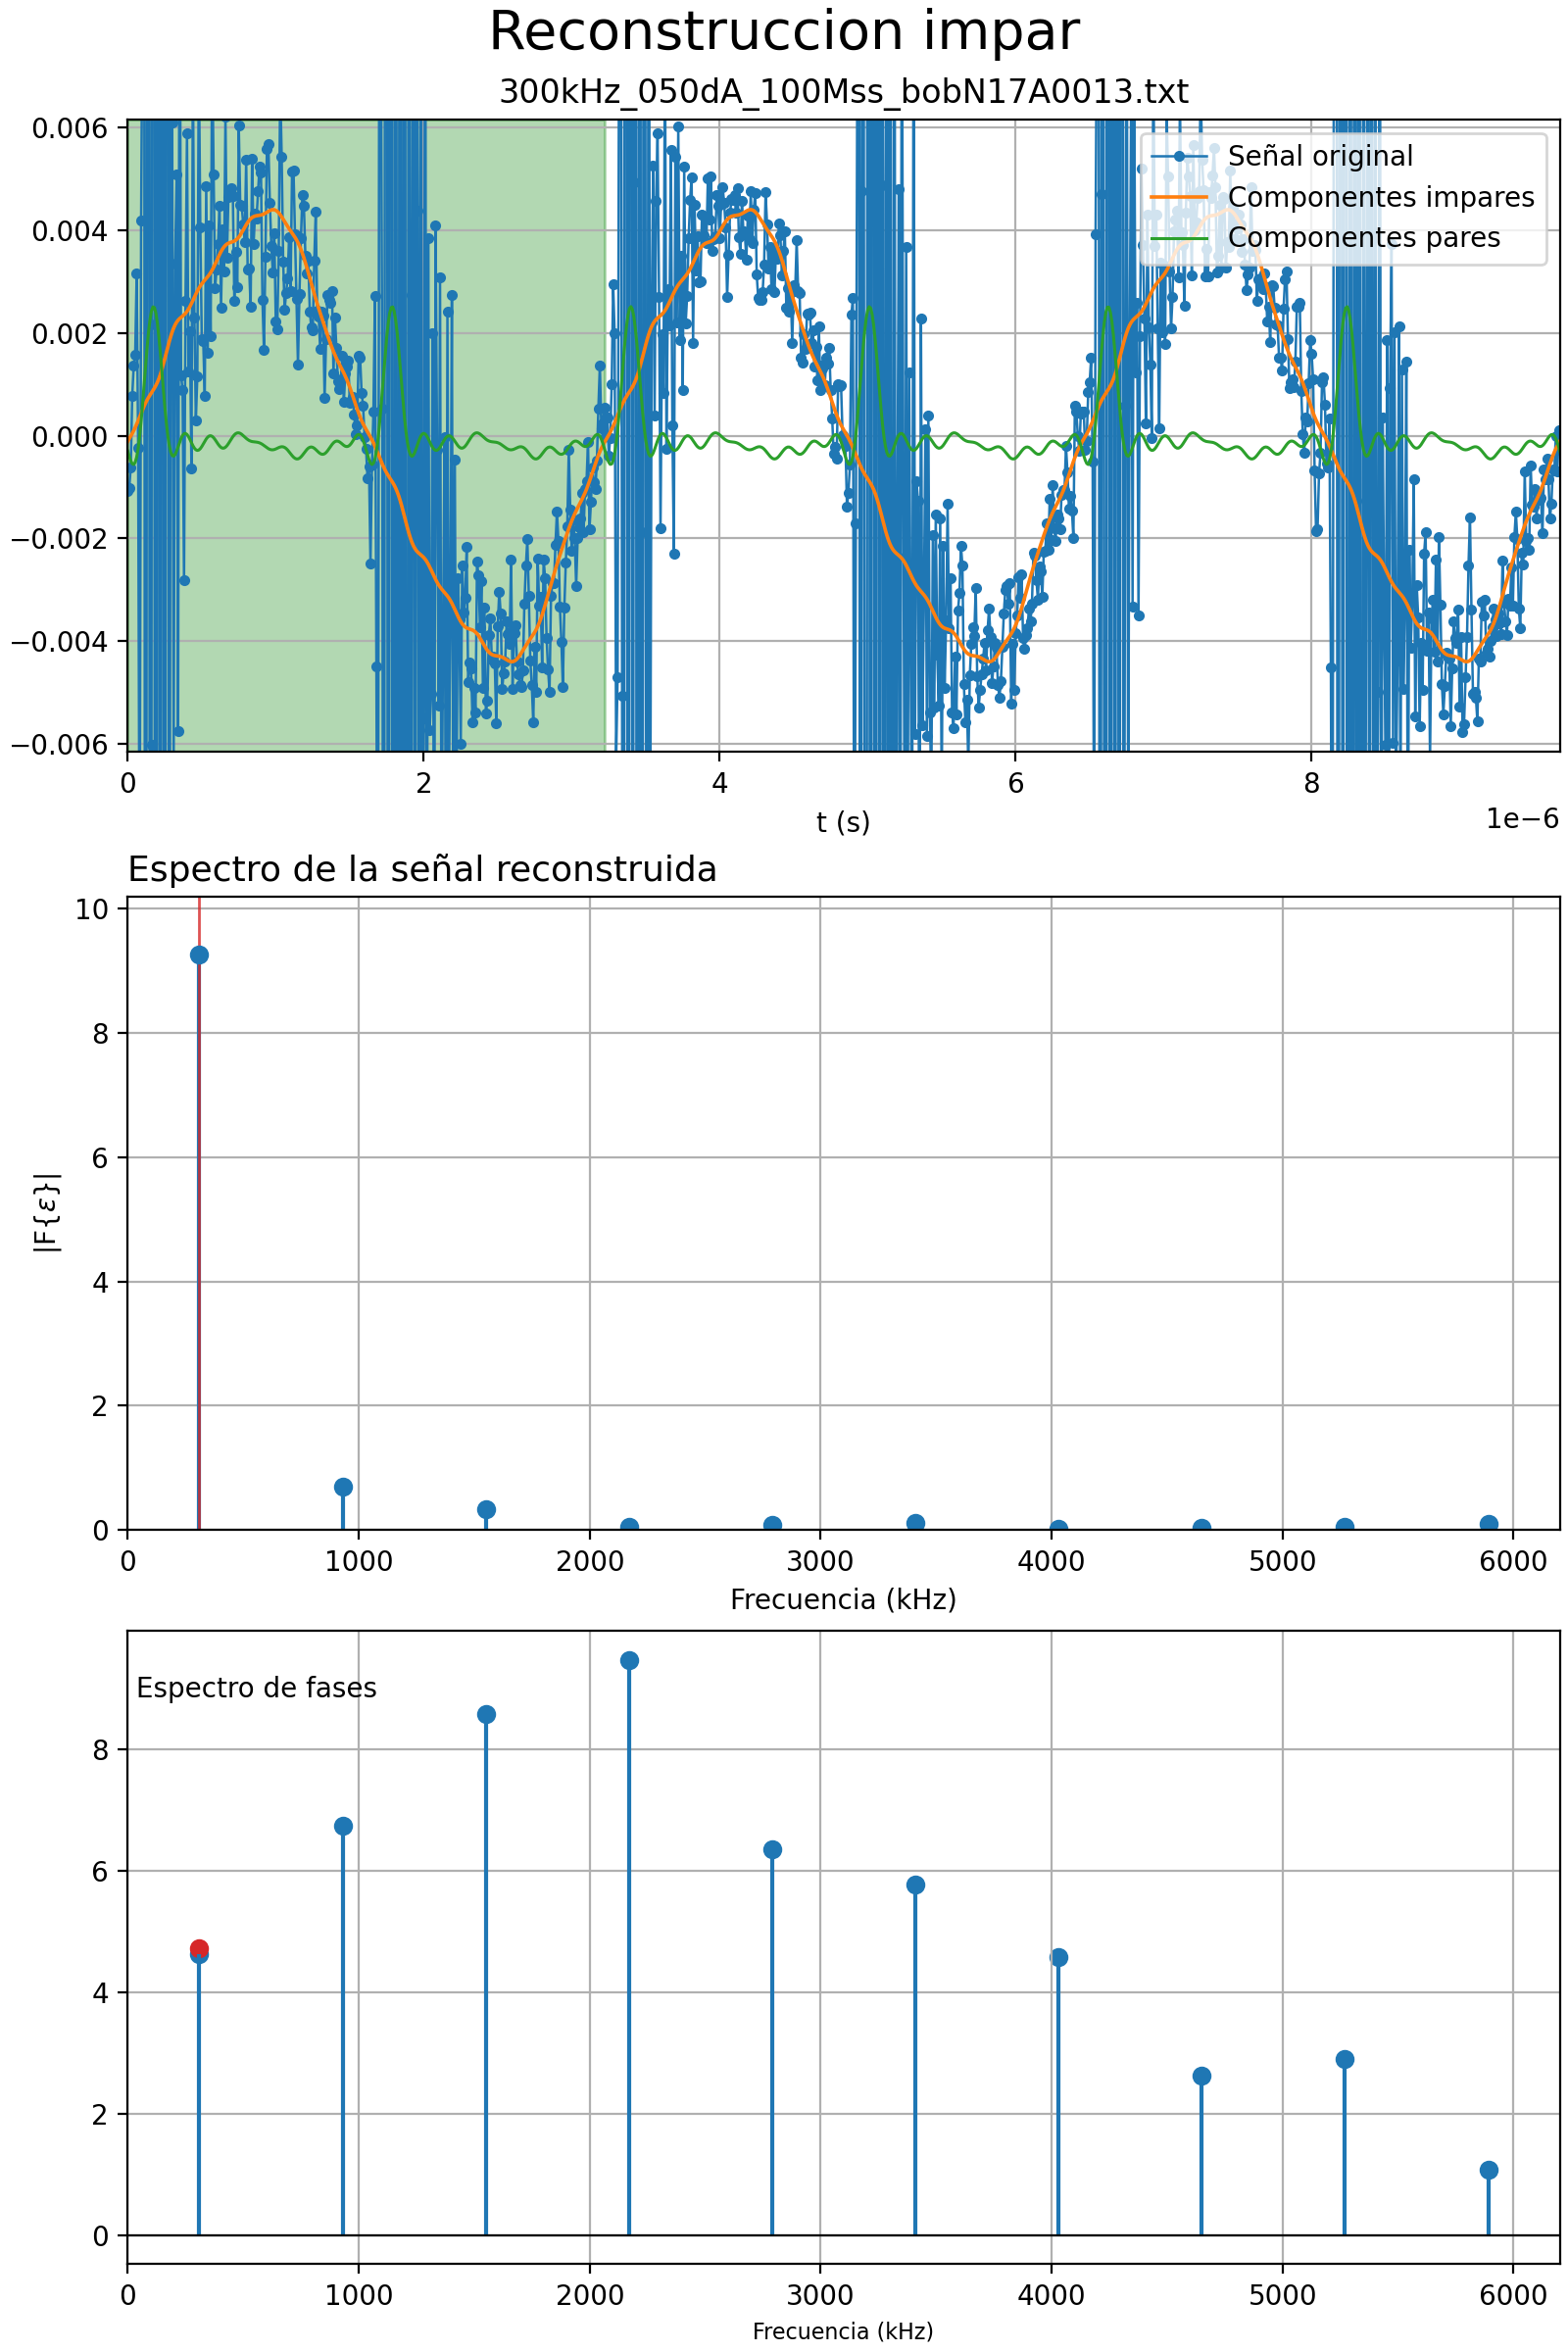 Reconstruccion impar
300kHz_050dA_100Mss_bobN17A0013.txt
Señal original
Componentes impares
Componentes pares
0.006
0.004
0.002
0.000
−0.002
−0.004
−0.006
0 2 4 6 8
t (s)
1e−6
Espectro de la señal reconstruida
10
8
6
4
2
0
|F{ε}|
0 1000 2000 3000 4000 5000 6000
Frecuencia (kHz)
Espectro de fases
8
6
4
2
0
0 1000 2000 3000 4000 5000 6000
Frecuencia (kHz)